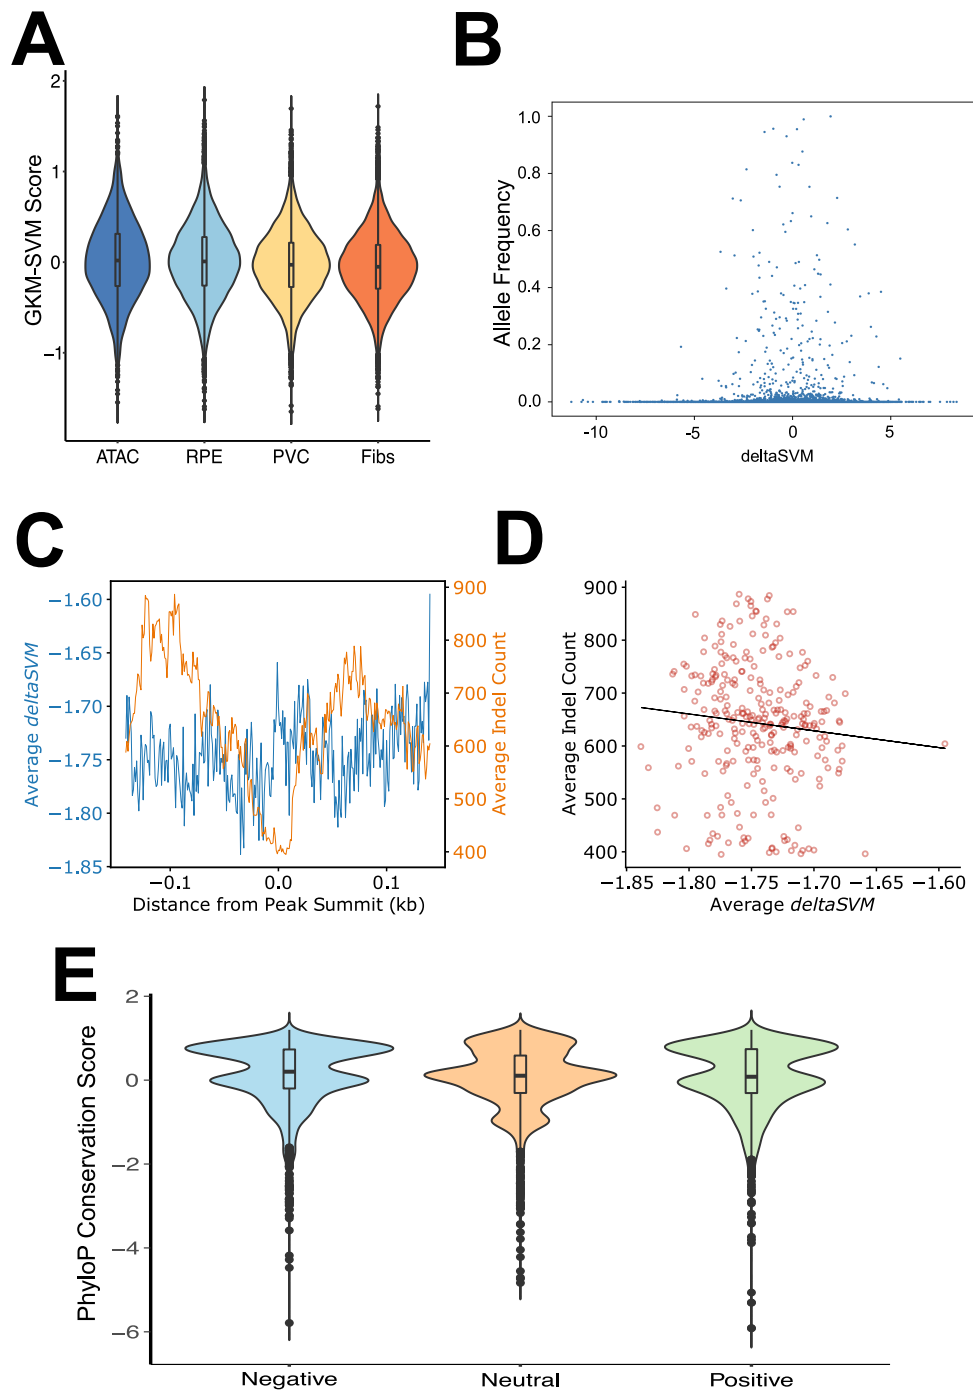 A
B
2
1
0
−1
GKM-SVM Score
ATAC RPE PVC Fibs
1.0
0.8
0.6
0.4
0.2
0.0
Allele Frequency
-10 -5 0 5
deltaSVM
C
D
−1.60
−1.65
−1.70
−1.75
−1.80
−1.85
Average deltaSVM
900
800
700
600
500
400
Average Indel Count
−0.1 0.0 0.1
Distance from Peak Summit (kb)
900
800
700
600
500
400
Average Indel Count
−1.85 −1.80 −1.75 −1.70 −1.65 −1.60
Average deltaSVM
E
2
0
−2
−4
−6
PhyloP Conservation Score
Negative Neutral Positive